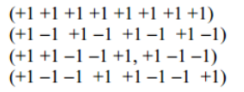 (+1 +1 +1 +1 +1 +1 +1 +1)
(+1 −1 +1 −1 +1 −1 +1 −1)
(+1 +1 −1 −1 +1, +1 −1 −1)
(+1 −1 −1 +1 +1 −1 −1 +1)